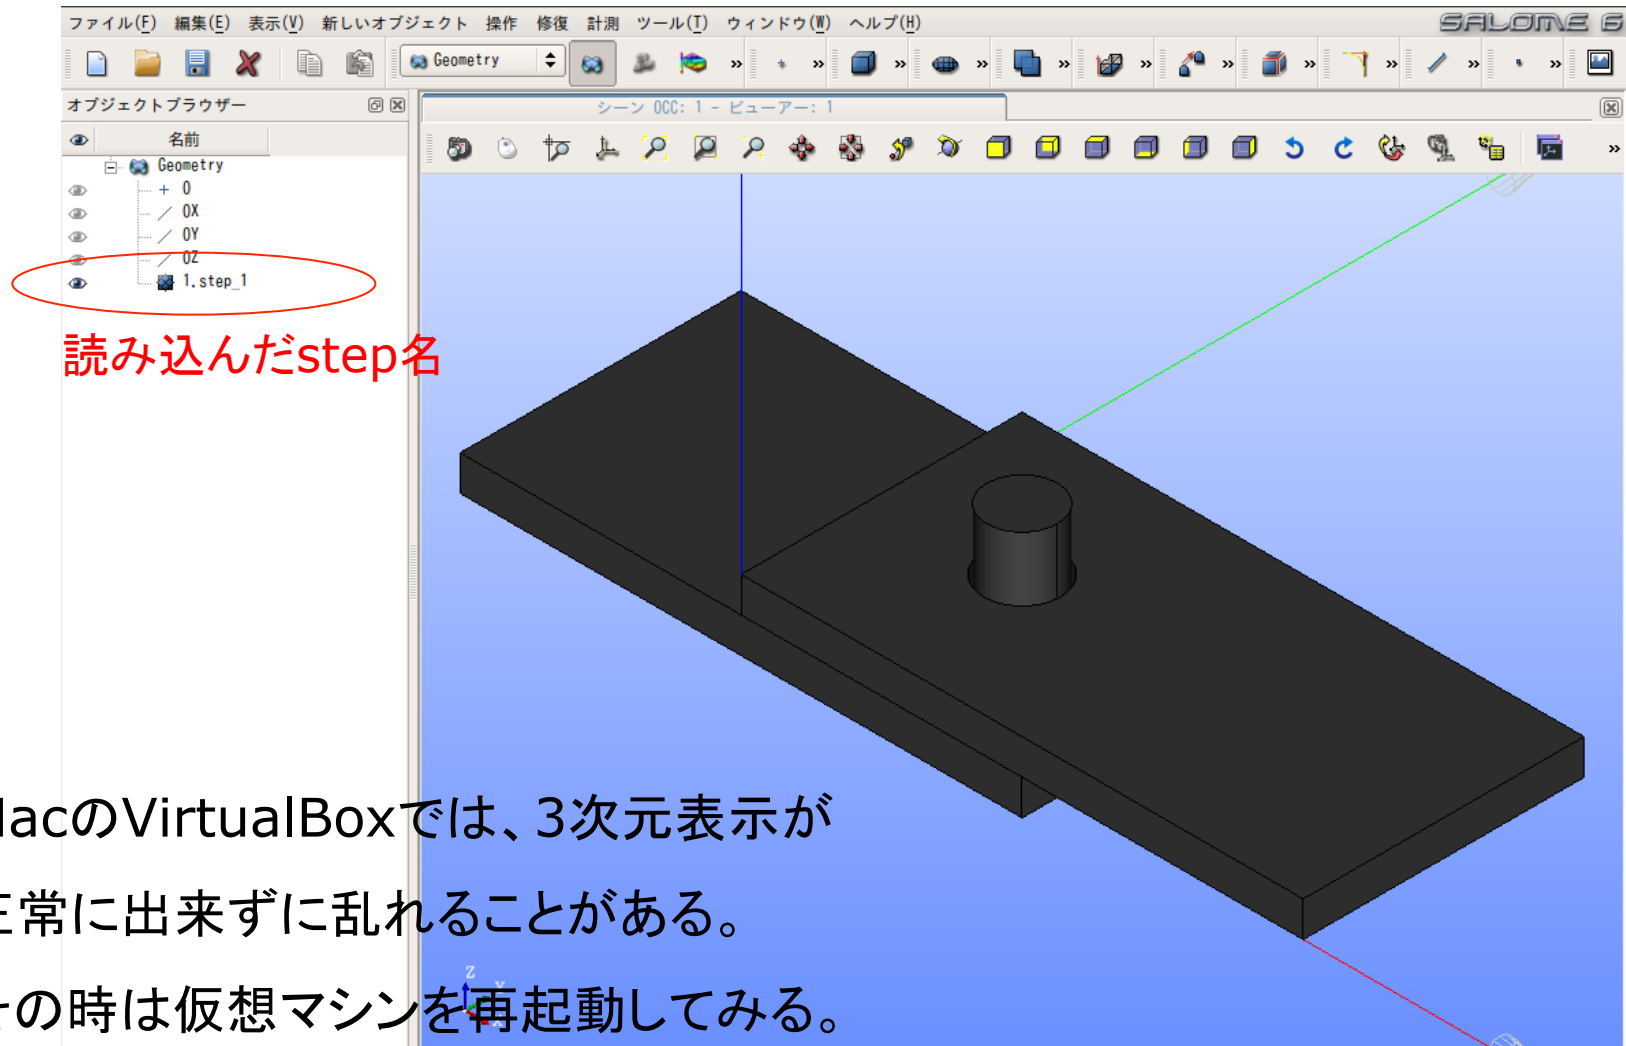 ファイル(F) 編集(E) 表示(V) 新しいオブジェクト 操作 修復 計測 ツール(T) ウィンドウ(W) ヘルプ(H)
SALOME 6
Geometry
オブジェクトブラウザー
シーン OCC: 1 - ビューアー: 1
名前
Geometry
O
OX
OY
OZ
1.step_1
読み込んだstep名
acのVirtualBoxでは、3次元表示が
正常に出来ずに乱れることがある。
その時は仮想マシンを再起動してみる。
Z
Y
X